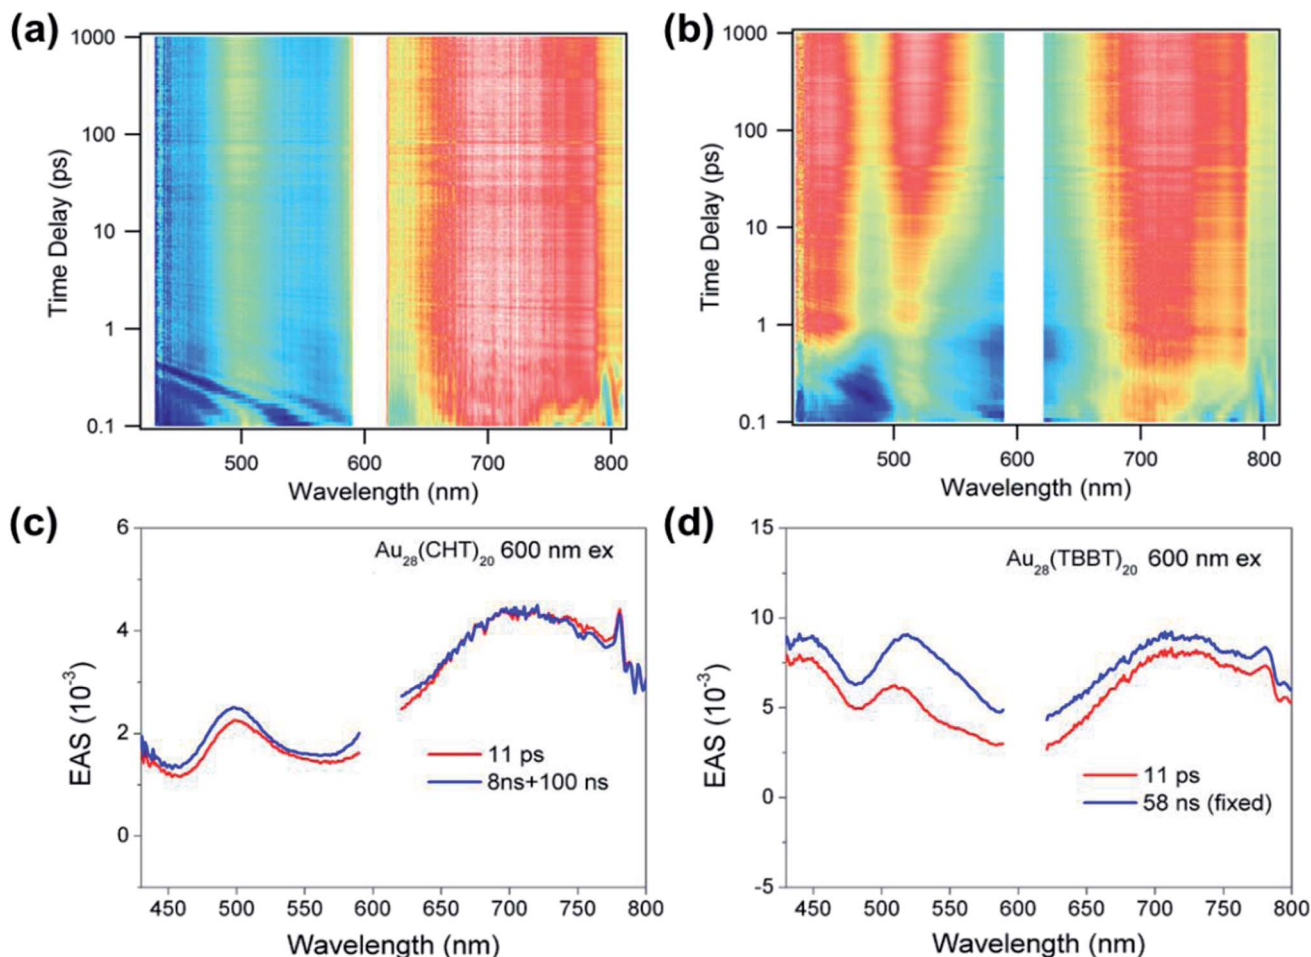 (a)
1000
100
10
1
0.1
Time Delay (ps)
500 600 700 800
Wavelength (nm)
(b)
1000
100
10
1
0.1
Time Delay (ps)
500 600 700 800
Wavelength (nm)
(c)
6
4
2
0
EAS (10⁻³)
Au₂₈(CHT)₂₀ 600 nm ex
11 ps
8ns+100 ns
450 500 550 600 650 700 750 800
Wavelength (nm)
(d)
15
10
5
0
-5
EAS (10⁻³)
Au₂₈(TBBT)₂₀ 600 nm ex
11 ps
58 ns (fixed)
450 500 550 600 650 700 750 800
Wavelength (nm)